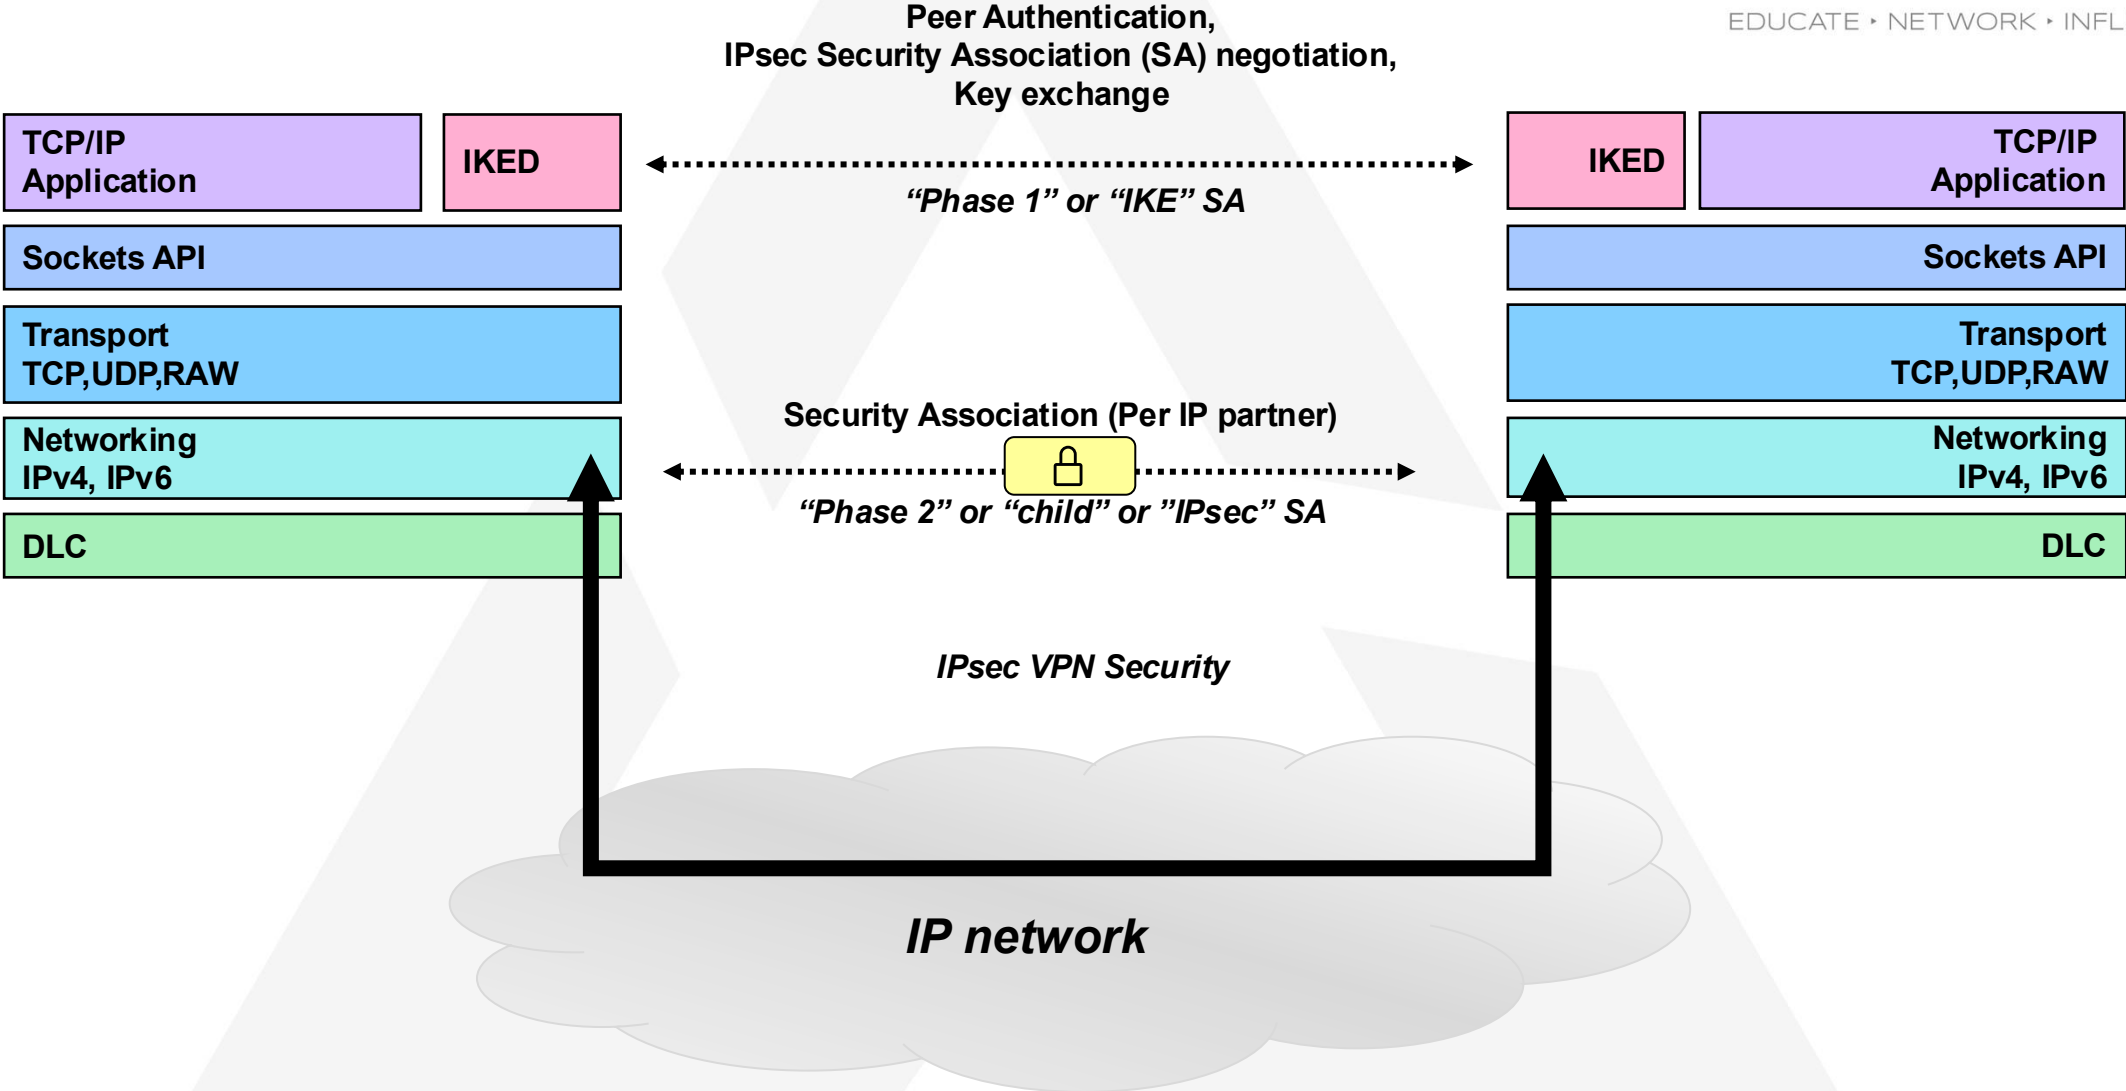 EDUCATE • NETWORK • INFL
Peer Authentication,
IPsec Security Association (SA) negotiation,
Key exchange
TCP/IP
Application
IKED
“Phase 1” or “IKE” SA
IKED
TCP/IP
Application
Sockets API
Sockets API
Transport
TCP,UDP,RAW
Transport
TCP,UDP,RAW
Security Association (Per IP partner)
Networking
IPv4, IPv6
“Phase 2” or “child” or ”IPsec” SA
Networking
IPv4, IPv6
DLC
DLC
IPsec VPN Security
IP network